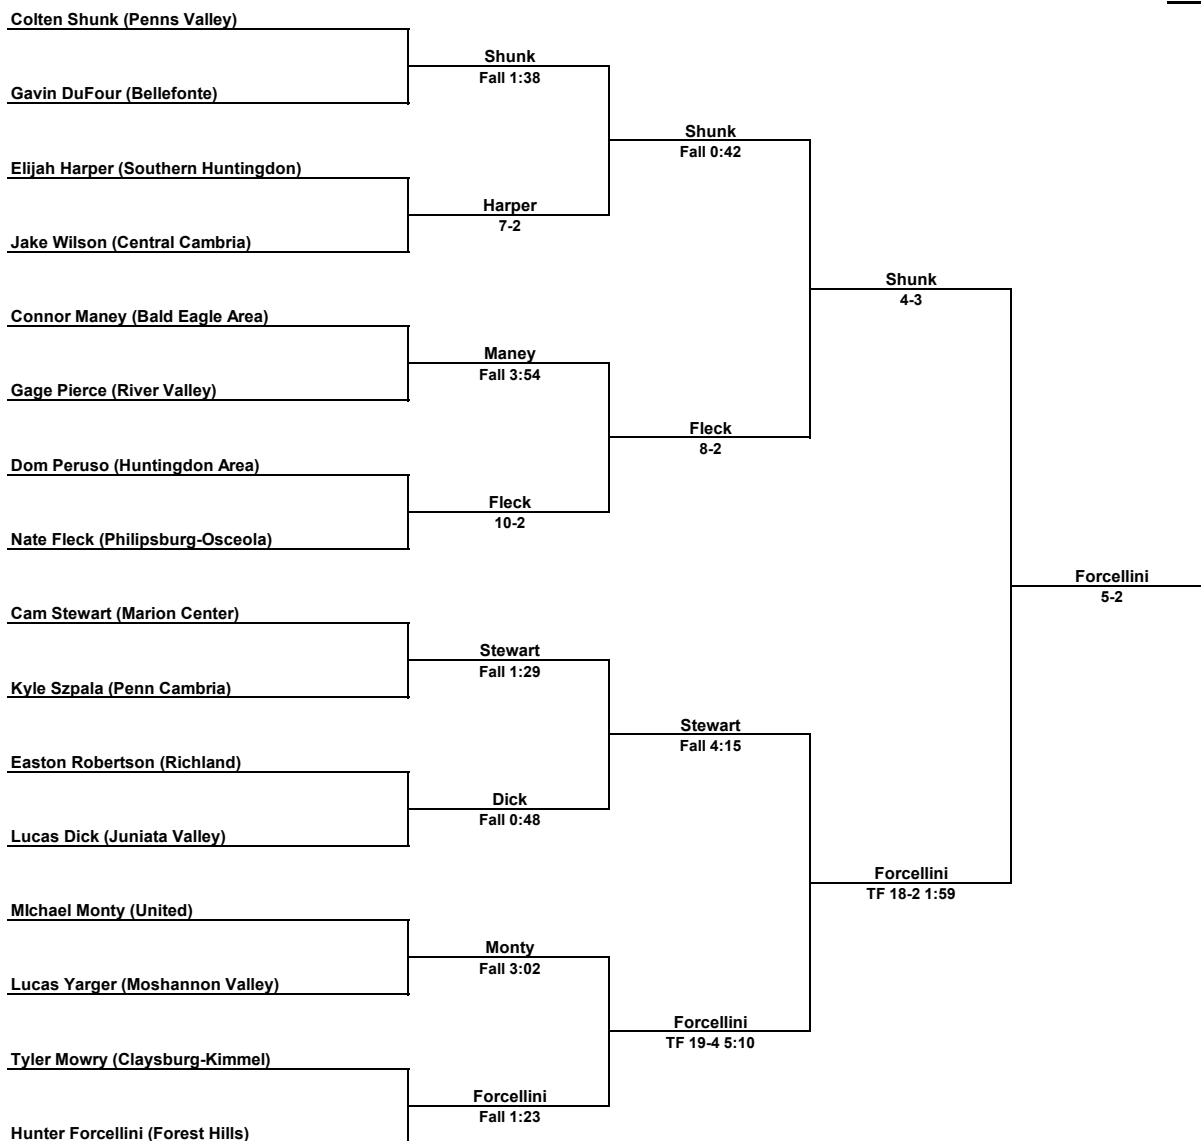 Colten Shunk (Penns Valley)
Shunk
Fall 1:38
Gavin DuFour (Bellefonte)
Shunk
Fall 0:42
Elijah Harper (Southern Huntingdon)
Harper
7-2
Jake Wilson (Central Cambria)
Shunk
4-3
Connor Maney (Bald Eagle Area)
Maney
Fall 3:54
Gage Pierce (River Valley)
Fleck
8-2
Dom Peruso (Huntingdon Area)
Fleck
10-2
Nate Fleck (Philipsburg-Osceola)
Forcellini
5-2
Cam Stewart (Marion Center)
Stewart
Fall 1:29
Kyle Szpala (Penn Cambria)
Stewart
Fall 4:15
Easton Robertson (Richland)
Dick
Fall 0:48
Lucas Dick (Juniata Valley)
Forcellini
TF 18-2 1:59
MIchael Monty (United)
Monty
Fall 3:02
Lucas Yarger (Moshannon Valley)
Forcellini
TF 19-4 5:10
Tyler Mowry (Claysburg-Kimmel)
Forcellini
Fall 1:23
Hunter Forcellini (Forest Hills)